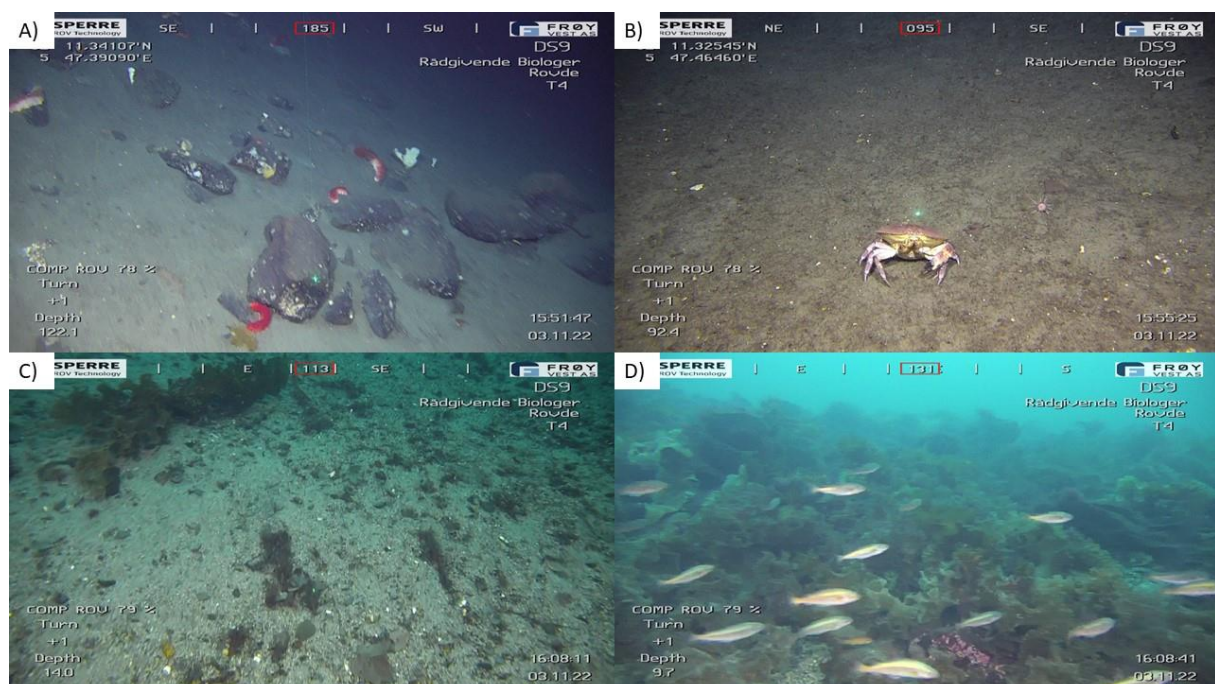 A)
SPERRE
ROV Technology
SE
185
SW
FRØY
VEST AS
11.34107'N
5 47.39090'E
DS9
Rådgivende Biologer
Rovde
T4
COMP ROV 78 %
Turn
+1
Depth
122.1
15:51:47
03.11.22
B)
SPERRE
ROV Technology
NE
095
SE
FRØY
VEST AS
11.32545'N
5 47.46460'E
DS9
Rådgivende Biologer
Rovde
T4
COMP ROV 78 %
Turn
+1
Depth
92.4
15:55:25
03.11.22
C)
SPERRE
ROV Technology
E
113
SE
FRØY
VEST AS
DS9
Rådgivende Biologer
Rovde
T4
COMP ROV 79 %
Turn
+1
Depth
14.0
16:08:11
03.11.22
D)
SPERRE
ROV Technology
E
131
S
FRØY
VEST AS
DS9
Rådgivende Biologer
Rovde
T4
COMP ROV 79 %
Turn
+1
Depth
9.7
16:08:41
03.11.22